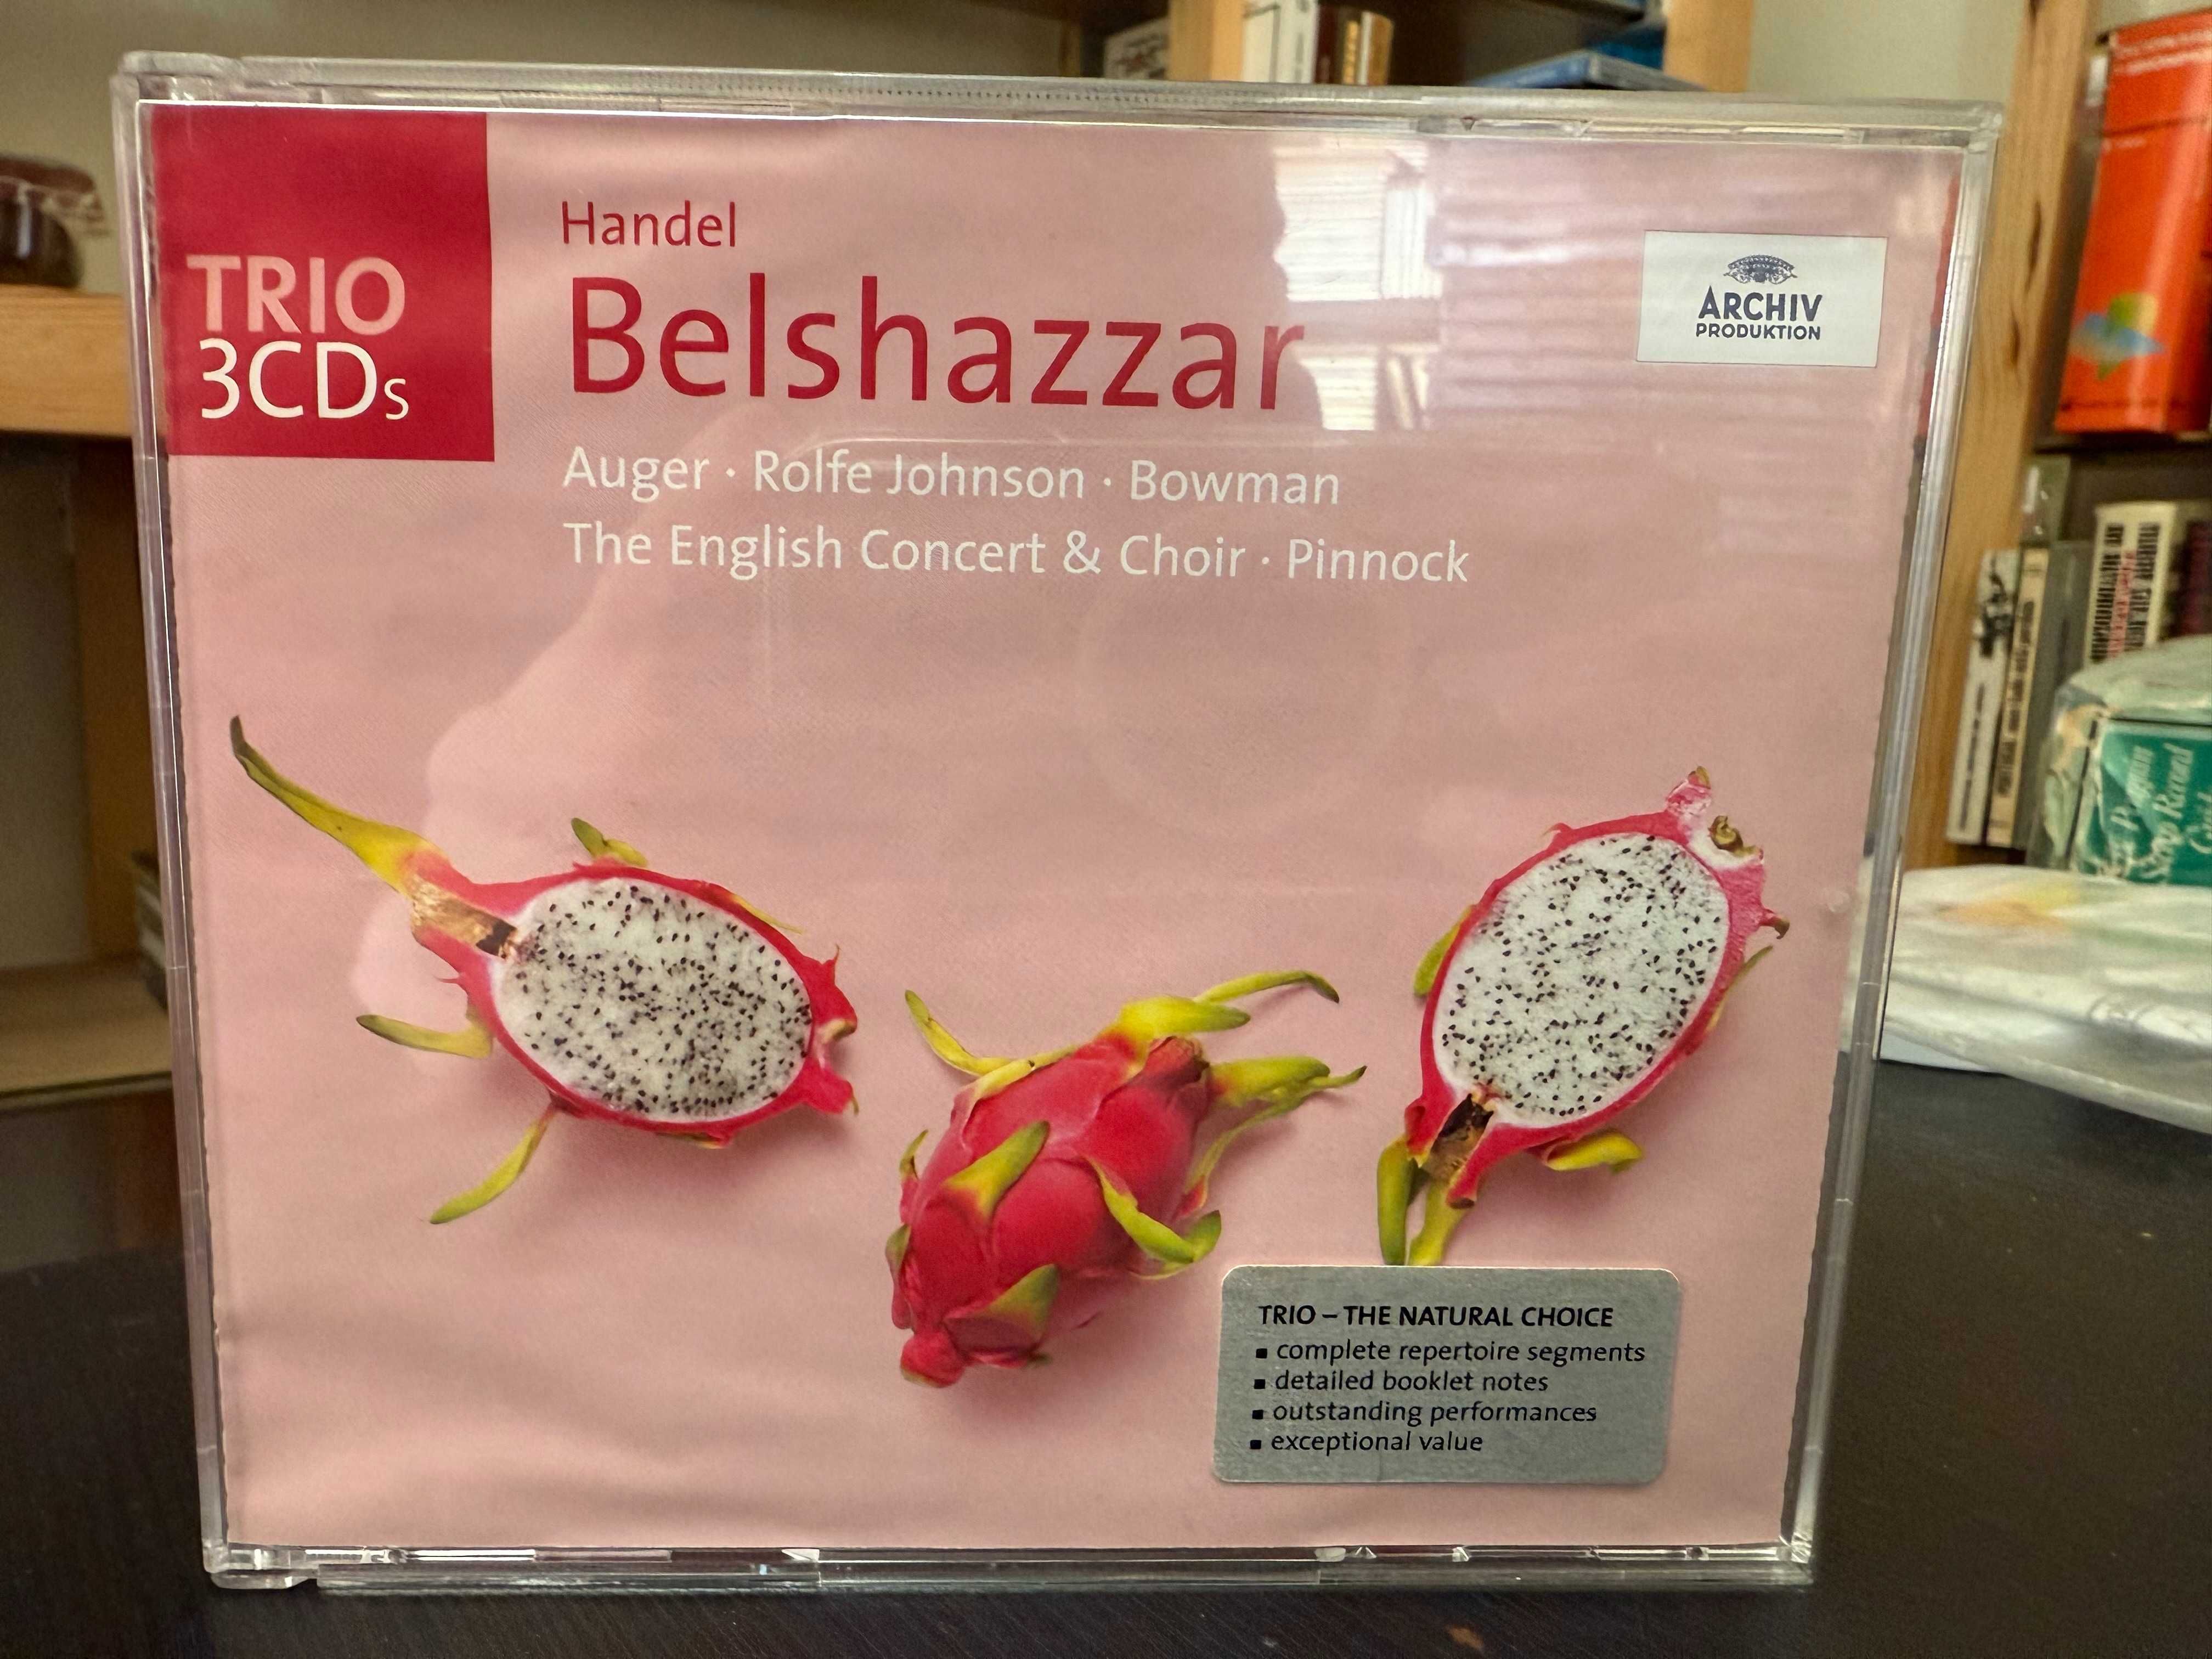 TRIO
3CDs
Handel
Belshazzar
Auger · Rolfe Johnson · Bowman
The English Concert & Choir · Pinnock
ARCHIV
PRODUKTION
TRIO – THE NATURAL CHOICE
▪ complete repertoire segments
▪ detailed booklet notes
▪ outstanding performances
▪ exceptional value